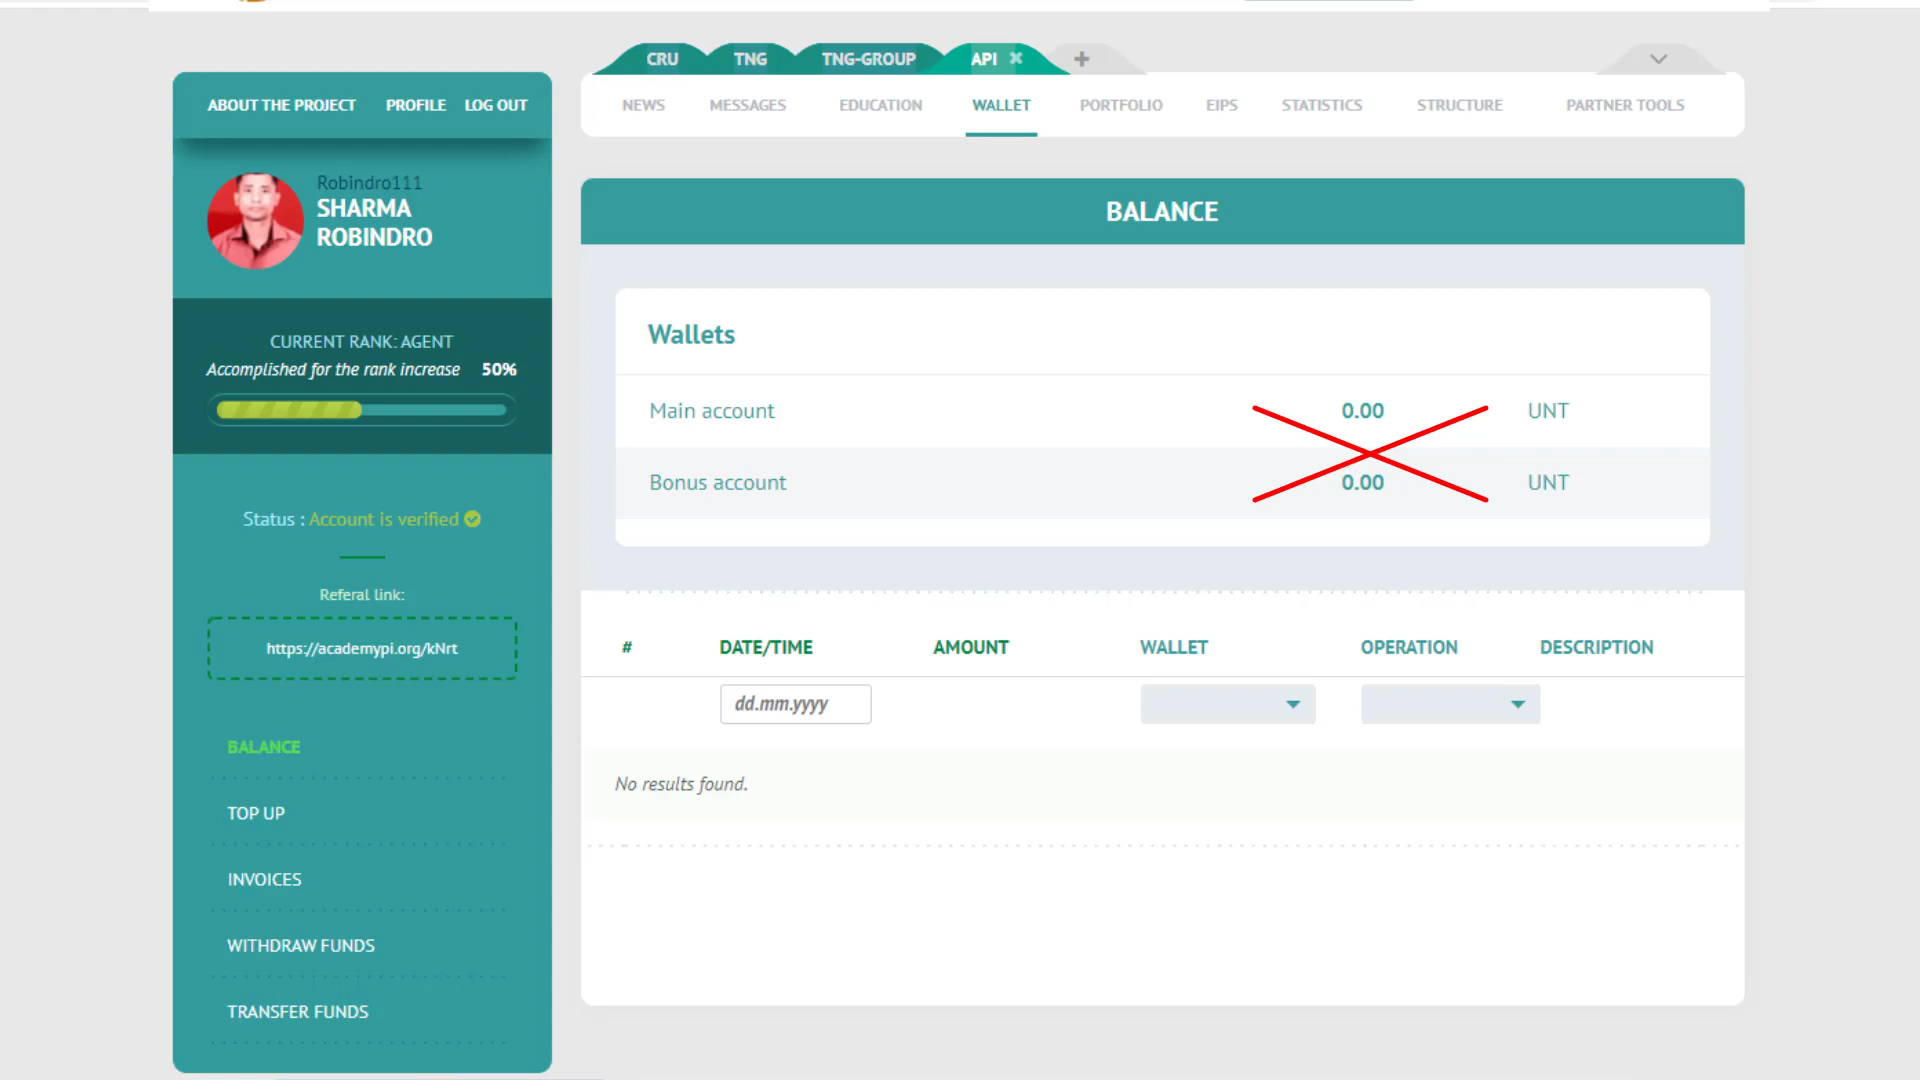 CRU TNG TNG-GROUP API
ABOUT THE PROJECT PROFILE LOG OUT
NEWS MESSAGES EDUCATION WALLET PORTFOLIO EIPS STATISTICS STRUCTURE PARTNER TOOLS
Robindro111
SHARMA
ROBINDRO
CURRENT RANK: AGENT
Accomplished for the rank increase 50%
Status : Account is verified
Referal link:
https://academypi.org/kNrt
BALANCE
TOP UP
INVOICES
WITHDRAW FUNDS
TRANSFER FUNDS
BALANCE
Wallets
Main account 0.00 UNT
Bonus account 0.00 UNT
# DATE/TIME AMOUNT WALLET OPERATION DESCRIPTION
dd.mm.yyyy
No results found.